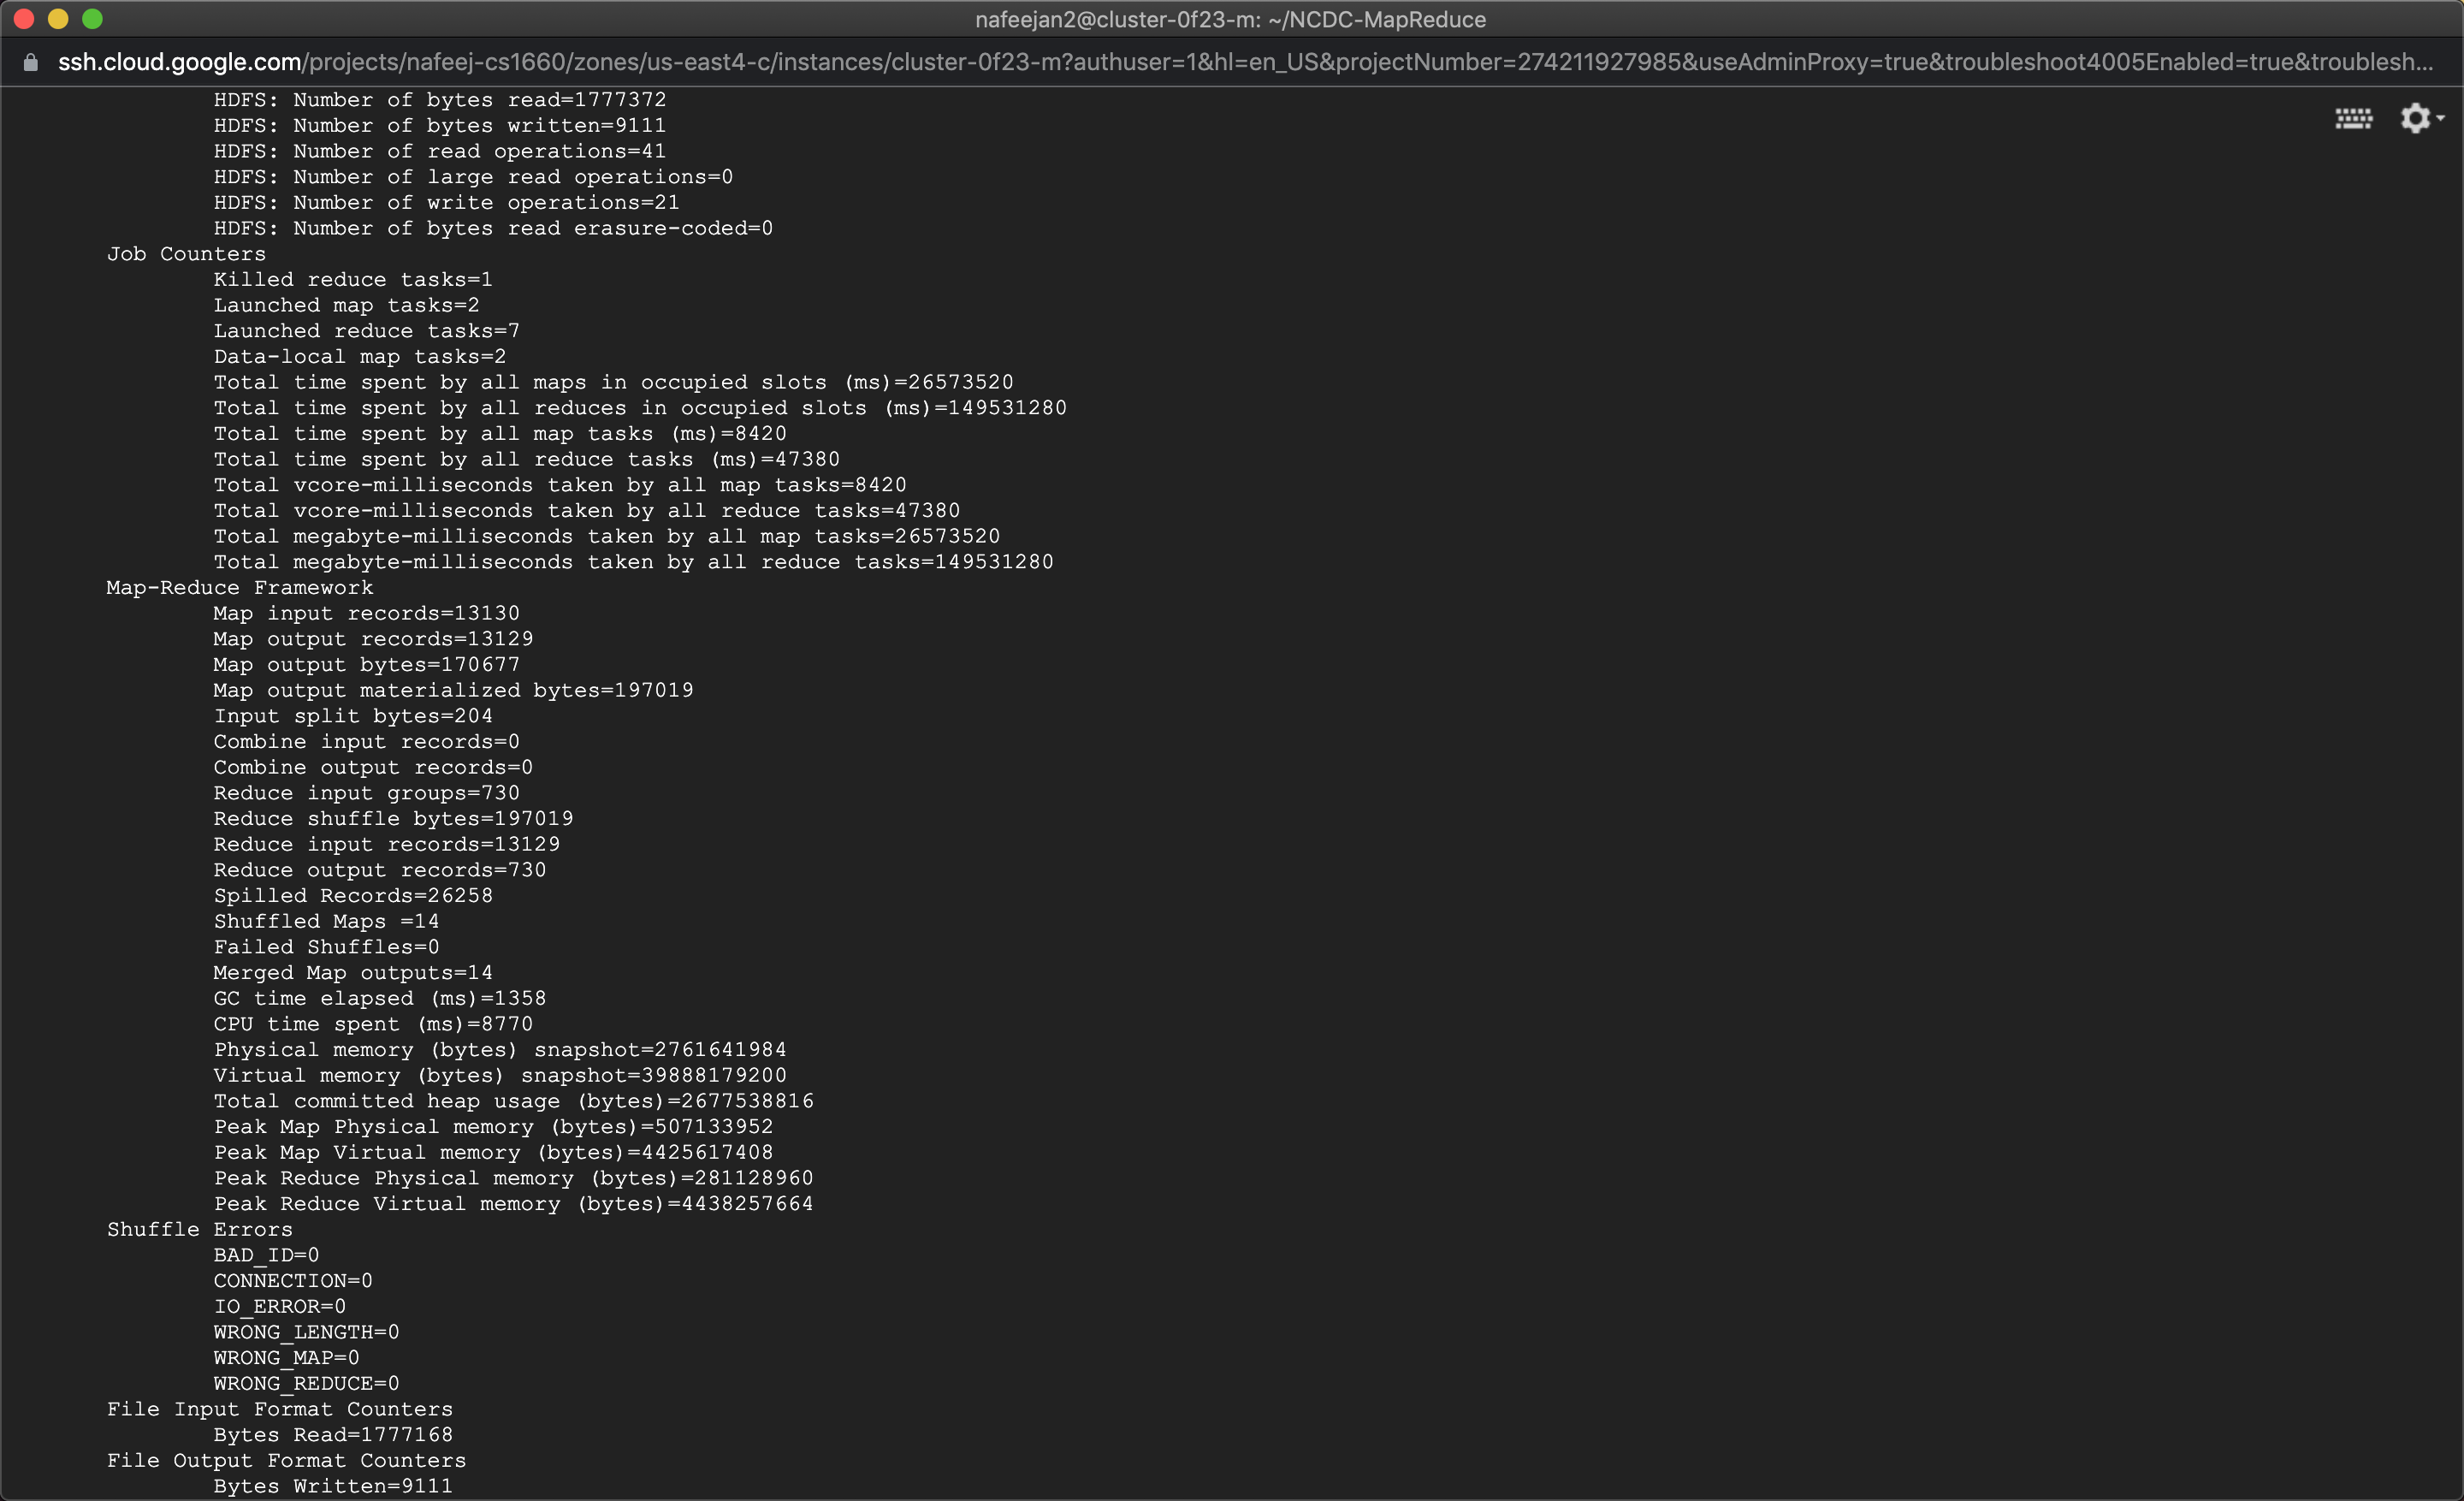 nafeejan2@cluster-0f23-m: ~/NCDC-MapReduce
ssh.cloud.google.com/projects/nafeej-cs1660/zones/us-east4-c/instances/cluster-0f23-m?authuser=1&hl=en_US&projectNumber=274211927985&useAdminProxy=true&troubleshoot4005Enabled=true&troublesh...
HDFS: Number of bytes read=1777372
HDFS: Number of bytes written=9111
HDFS: Number of read operations=41
HDFS: Number of large read operations=0
HDFS: Number of write operations=21
HDFS: Number of bytes read erasure-coded=0
Job Counters
Killed reduce tasks=1
Launched map tasks=2
Launched reduce tasks=7
Data-local map tasks=2
Total time spent by all maps in occupied slots (ms)=26573520
Total time spent by all reduces in occupied slots (ms)=149531280
Total time spent by all map tasks (ms)=8420
Total time spent by all reduce tasks (ms)=47380
Total vcore-milliseconds taken by all map tasks=8420
Total vcore-milliseconds taken by all reduce tasks=47380
Total megabyte-milliseconds taken by all map tasks=26573520
Total megabyte-milliseconds taken by all reduce tasks=149531280
Map-Reduce Framework
Map input records=13130
Map output records=13129
Map output bytes=170677
Map output materialized bytes=197019
Input split bytes=204
Combine input records=0
Combine output records=0
Reduce input groups=730
Reduce shuffle bytes=197019
Reduce input records=13129
Reduce output records=730
Spilled Records=26258
Shuffled Maps =14
Failed Shuffles=0
Merged Map outputs=14
GC time elapsed (ms)=1358
CPU time spent (ms)=8770
Physical memory (bytes) snapshot=2761641984
Virtual memory (bytes) snapshot=39888179200
Total committed heap usage (bytes)=2677538816
Peak Map Physical memory (bytes)=507133952
Peak Map Virtual memory (bytes)=4425617408
Peak Reduce Physical memory (bytes)=281128960
Peak Reduce Virtual memory (bytes)=4438257664
Shuffle Errors
BAD_ID=0
CONNECTION=0
IO_ERROR=0
WRONG_LENGTH=0
WRONG_MAP=0
WRONG_REDUCE=0
File Input Format Counters
Bytes Read=1777168
File Output Format Counters
Bytes Written=9111